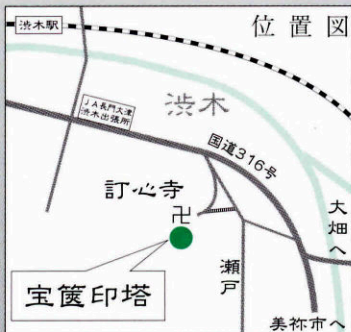 位置図
渋木駅
渋木
JA長門大津
渋木出張所
国道316号
訂心寺
卍
大畑へ
瀬戸
宝篋印塔
美祢市へ